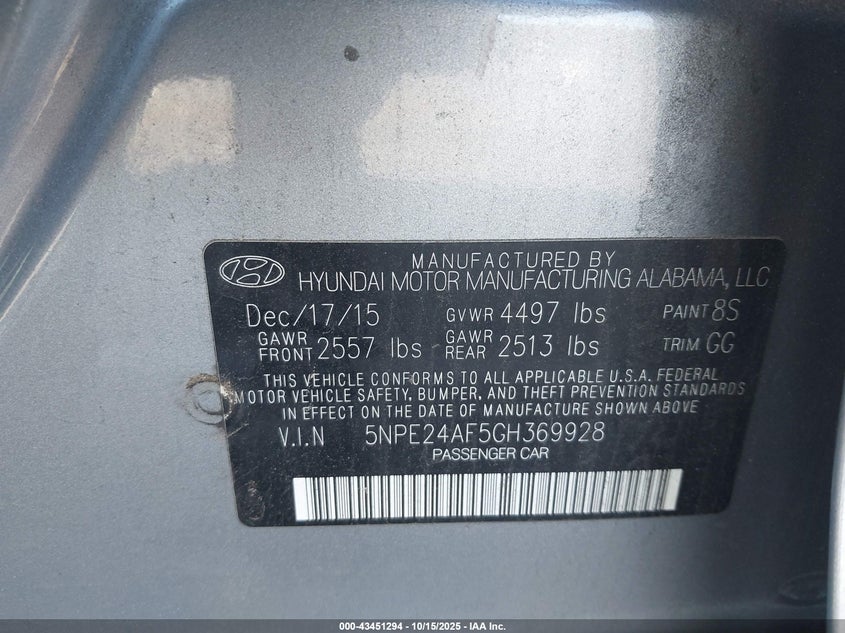 MANUFACTURED BY
HYUNDAI MOTOR MANUFACTURING ALABAMA, LLC
Dec/17/15 GVWR 4497 lbs PAINT 8S
GAWR FRONT 2557 lbs GAWR REAR 2513 lbs TRIM GG
THIS VEHICLE CONFORMS TO ALL APPLICABLE U.S.A. FEDERAL
MOTOR VEHICLE SAFETY, BUMPER, AND THEFT PREVENTION STANDARDS
IN EFFECT ON THE DATE OF MANUFACTURE SHOWN ABOVE
V.I.N 5NPE24AF5GH369928
PASSENGER CAR
000-43451294 - 10/15/2025 - IAA Inc.